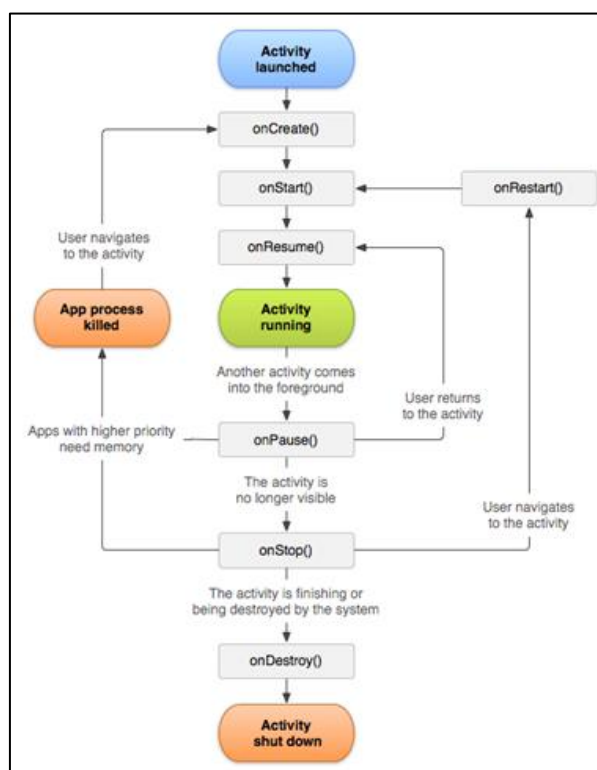 Activity
launched
onCreate()
onStart()
onRestart()
User navigates
to the activity
onResume()
App process
killed
Activity
running
Another activity comes
into the foreground
User returns
to the activity
Apps with higher priority
need memory
onPause()
The activity is
no longer visible
User navigates
to the activity
onStop()
The activity is finishing or
being destroyed by the system
onDestroy()
Activity
shut down